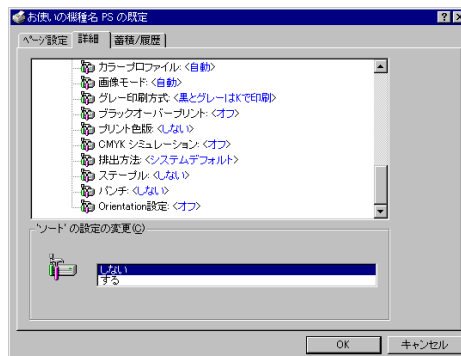 お使いの機種名 PS の既定
ページ設定
詳細
蓄積/履歴
カラープロファイル: <自動>
画像モード: <自動>
グレー印刷方式: <黒とグレーはKで印刷>
ブラックオーバープリント: <オフ>
プリント色版: <しない>
CMYK シミュレーション: <オフ>
排出方法: <システムデフォルト>
ステープル: <しない>
パンチ: <しない>
Orientation設定: <オフ>
'ソート' の設定の変更(C)
しない
する
OK
キャンセル